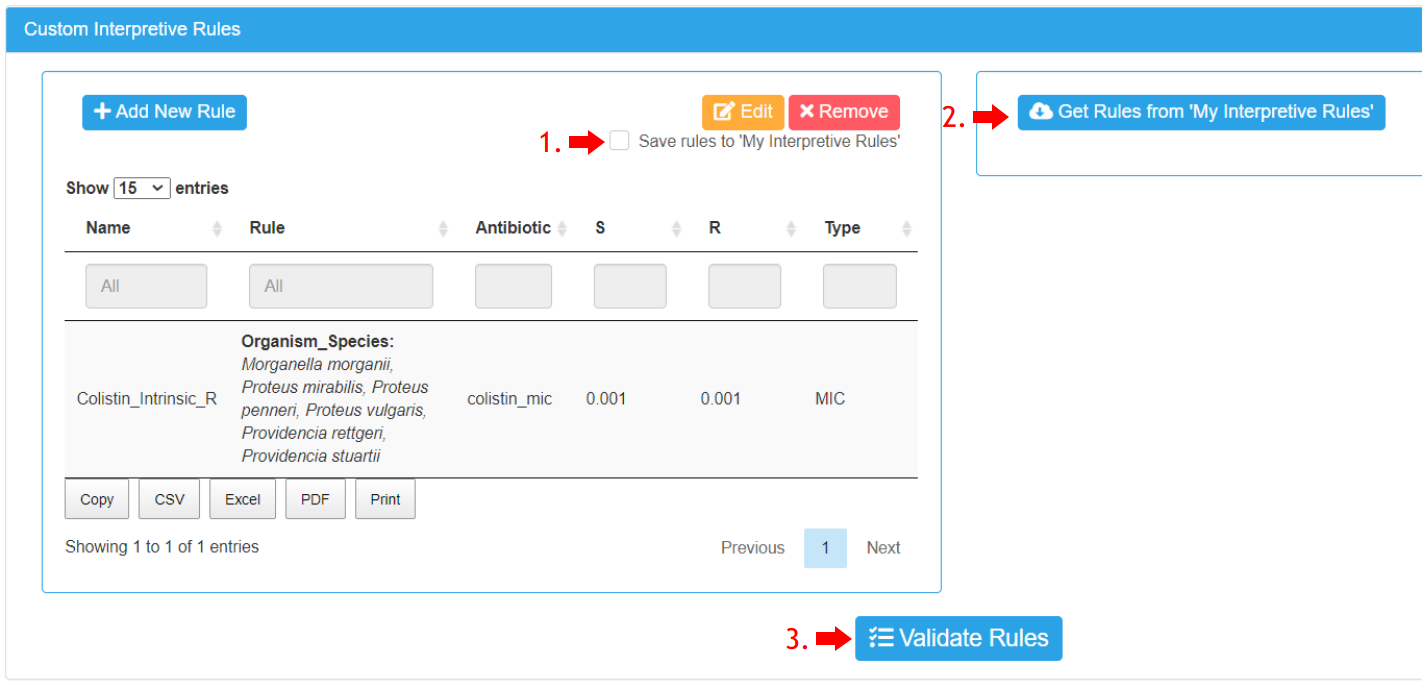 Custom Interpretive Rules
Add New Rule
Edit
Remove
1.
Save rules to 'My Interpretive Rules'
2.
Get Rules from 'My Interpretive Rules'
Show 15 entries
Name Rule Antibiotic S R Type
All All
Organism_Species:
Morganella morganii,
Proteus mirabilis, Proteus
Colistin_Intrinsic_R penneri, Proteus vulgaris, colistin_mic 0.001 0.001 MIC
Providencia rettgeri,
Providencia stuartii
Copy CSV Excel PDF Print
Showing 1 to 1 of 1 entries
Previous 1 Next
3.
Validate Rules